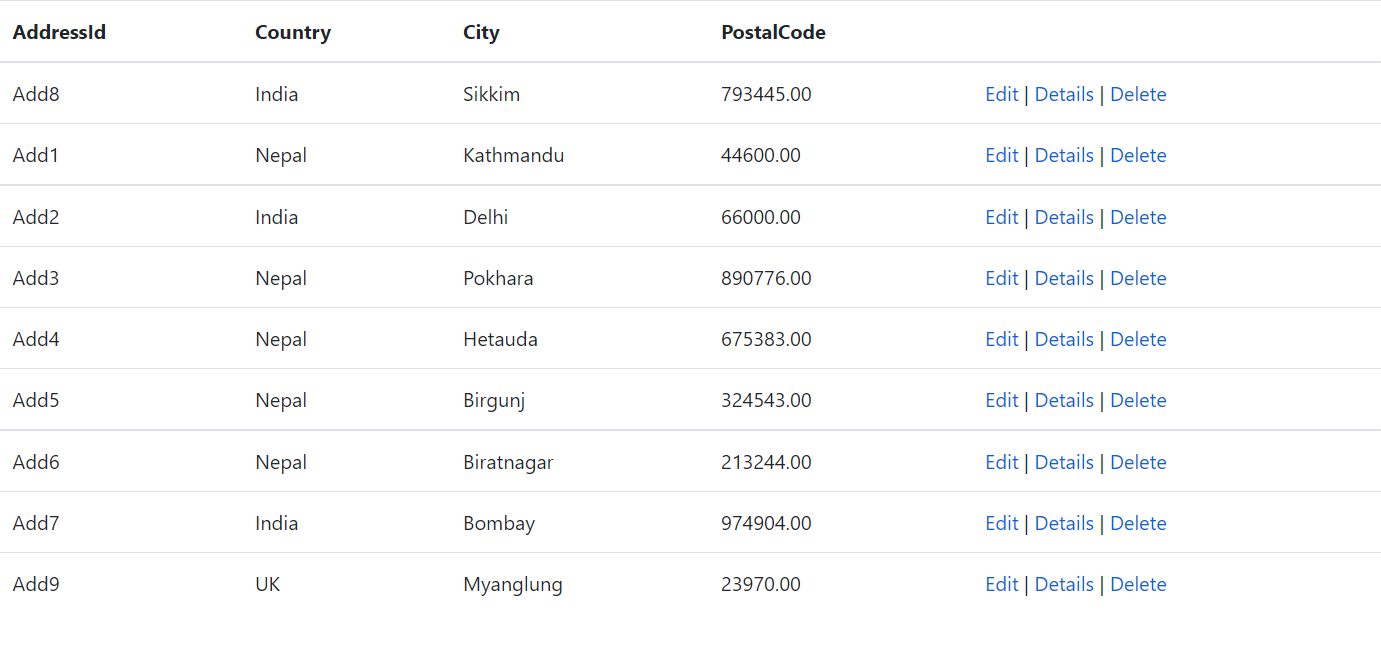 AddressId Country City PostalCode
Add8 India Sikkim 793445.00 Edit | Details | Delete
Add1 Nepal Kathmandu 44600.00 Edit | Details | Delete
Add2 India Delhi 66000.00 Edit | Details | Delete
Add3 Nepal Pokhara 890776.00 Edit | Details | Delete
Add4 Nepal Hetauda 675383.00 Edit | Details | Delete
Add5 Nepal Birgunj 324543.00 Edit | Details | Delete
Add6 Nepal Biratnagar 213244.00 Edit | Details | Delete
Add7 India Bombay 974904.00 Edit | Details | Delete
Add9 UK Myanglung 23970.00 Edit | Details | Delete